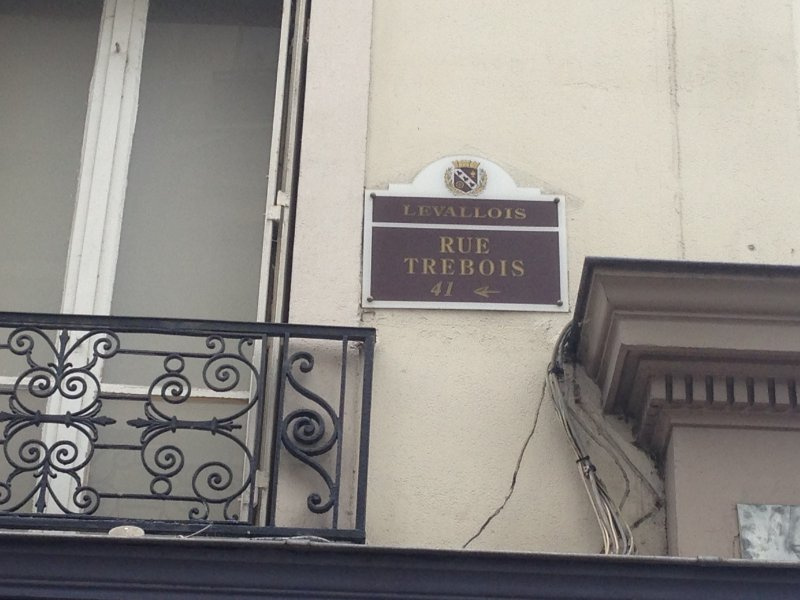 LEVALLOIS
RUE
TREBOIS
41 ←